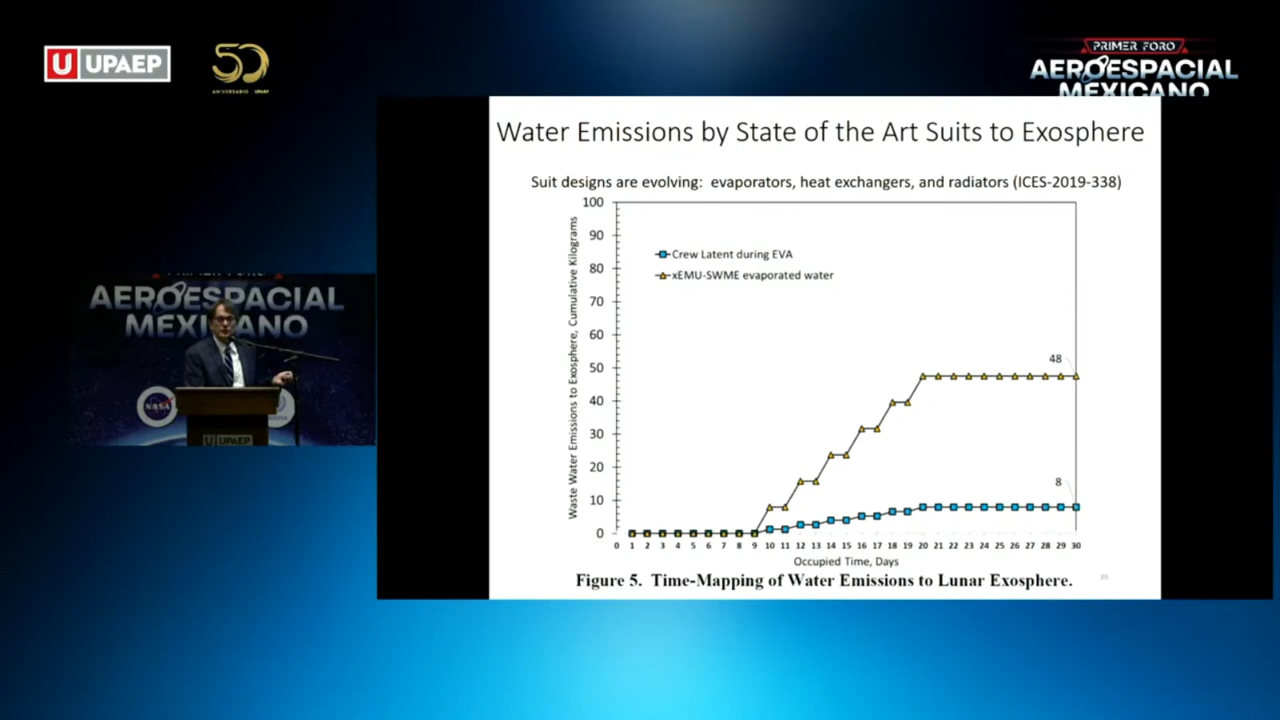 U UPAEP
50
ANIVERSARIO UPAEP
PRIMER FORO
AEROESPACIAL
MEXICANO
Water Emissions by State of the Art Suits to Exosphere
Suit designs are evolving: evaporators, heat exchangers, and radiators (ICES-2019-338)
Waste Water Emissions to Exosphere, Cumulative Kilograms
100
90
80
70
60
50
40
30
20
10
0
Crew Latent during EVA
xEMU-SWME evaporated water
48
8
0 1 2 3 4 5 6 7 8 9 10 11 12 13 14 15 16 17 18 19 20 21 22 23 24 25 26 27 28 29 30
Occupied Time, Days
Figure 5. Time-Mapping of Water Emissions to Lunar Exosphere.
PRIMER FORO
AEROESPACIAL
MEXICANO
NASA
U UPAEP